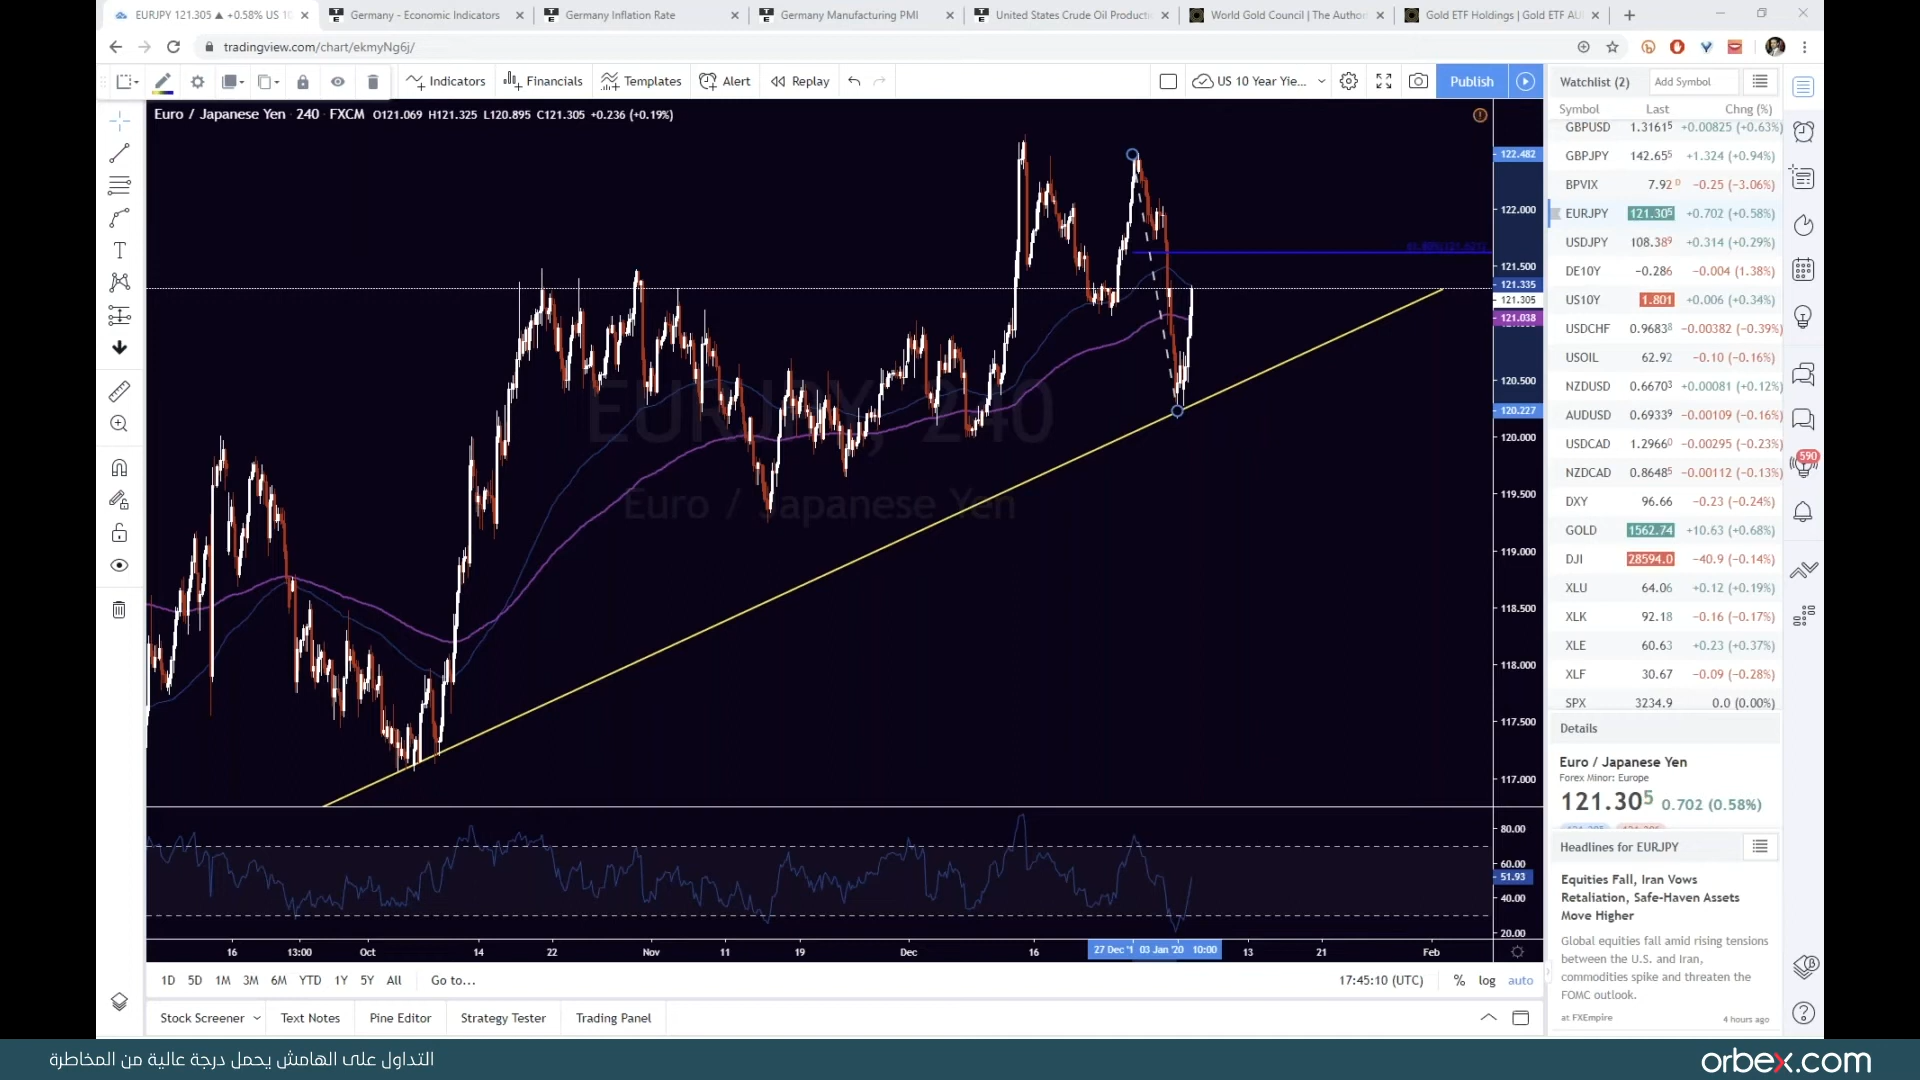 EURJPY 121.305 ▲ +0.58% US 10
Germany - Economic Indicators
Germany Inflation Rate
Germany Manufacturing PMI
United States Crude Oil Producti
World Gold Council | The Author
Gold ETF Holdings | Gold ETF AU
tradingview.com/chart/ekmyNg6j/
Indicators
Financials
Templates
Alert
Replay
US 10 Year Yie...
Publish
Watchlist (2)
Add Symbol
Symbol Last Chng (%)
Euro / Japanese Yen · 240 · FXCM O121.069 H121.325 L120.895 C121.305 +0.236 (+0.19%)
GBPUSD 1.31615 +0.00825 (+0.63%)
GBPJPY 142.655 +1.324 (+0.94%)
BPVIX 7.92 D −0.25 (−3.06%)
EURJPY 121.305 +0.702 (+0.58%)
USDJPY 108.389 +0.314 (+0.29%)
DE10Y −0.286 −0.004 (1.38%)
US10Y 1.801 +0.006 (+0.34%)
USDCHF 0.96838 −0.00382 (−0.39%)
USOIL 62.92 −0.10 (−0.16%)
NZDUSD 0.66703 +0.00081 (+0.12%)
AUDUSD 0.69339 −0.00109 (−0.16%)
USDCAD 1.29660 −0.00295 (−0.23%)
NZDCAD 0.86485 −0.00112 (−0.13%)
DXY 96.66 −0.23 (−0.24%)
GOLD 1562.74 +10.63 (+0.68%)
DJI 28594.0 −40.9 (−0.14%)
XLU 64.06 +0.12 (+0.19%)
XLK 92.18 −0.16 (−0.17%)
XLE 60.63 +0.23 (+0.37%)
XLF 30.67 −0.09 (−0.28%)
SPX 3234.9 0.0 (0.00%)
590
122.482
122.000
61.80%(121.621)
121.500
121.335
121.305
121.038
120.500
120.227
120.000
119.500
119.000
118.500
118.000
117.500
117.000
EURJPY, 240
Euro / Japanese Yen
80.00
60.00
51.93
40.00
20.00
16 13:00 Oct 14 22 Nov 11 19 Dec 16 27 Dec '1 03 Jan '20 10:00 13 21 Feb
Details
Euro / Japanese Yen
Forex Minor: Europe
121.305 0.702 (0.58%)
Headlines for EURJPY
Equities Fall, Iran Vows
Retaliation, Safe-Haven Assets
Move Higher
Global equities fall amid rising tensions
between the U.S. and Iran,
commodities spike and threaten the
FOMC outlook.
at FXEmpire 4 hours ago
1D 5D 1M 3M 6M YTD 1Y 5Y All Go to...
17:45:10 (UTC) % log auto
Stock Screener Text Notes Pine Editor Strategy Tester Trading Panel
التداول على الهامش يحمل درجة عالية من المخاطرة
orbex.com